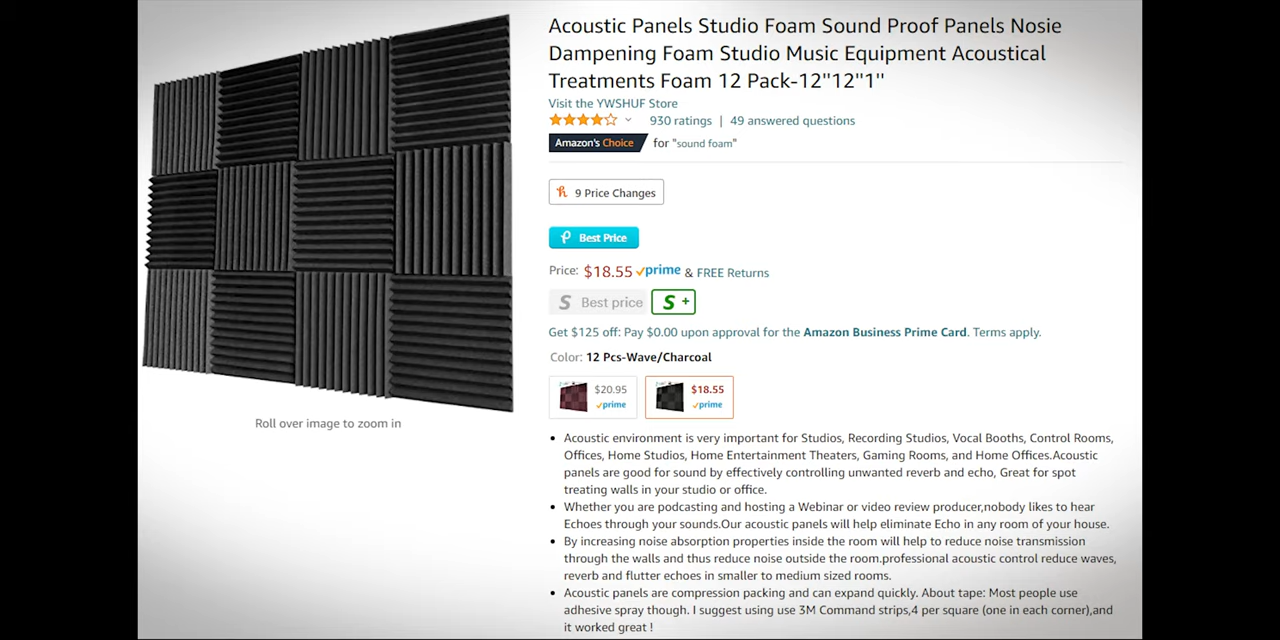 Acoustic Panels Studio Foam Sound Proof Panels Nosie
Dampening Foam Studio Music Equipment Acoustical
Treatments Foam 12 Pack-12"12"1"
Visit the YWSHUF Store
930 ratings | 49 answered questions
Amazon's Choice for "sound foam"
9 Price Changes
Best Price
Price: $18.55 prime & FREE Returns
S Best price S +
Get $125 off: Pay $0.00 upon approval for the Amazon Business Prime Card. Terms apply.
Color: 12 Pcs-Wave/Charcoal
$20.95 $18.55
prime prime
Roll over image to zoom in
Acoustic environment is very important for Studios, Recording Studios, Vocal Booths, Control Rooms,
Offices, Home Studios, Home Entertainment Theaters, Gaming Rooms, and Home Offices.Acoustic
panels are good for sound by effectively controlling unwanted reverb and echo, Great for spot
treating walls in your studio or office.
Whether you are podcasting and hosting a Webinar or video review producer,nobody likes to hear
Echoes through your sounds.Our acoustic panels will help eliminate Echo in any room of your house.
By increasing noise absorption properties inside the room will help to reduce noise transmission
through the walls and thus reduce noise outside the room.professional acoustic control reduce waves,
reverb and flutter echoes in smaller to medium sized rooms.
Acoustic panels are compression packing and can expand quickly. About tape: Most people use
adhesive spray though. I suggest using use 3M Command strips,4 per square (one in each corner),and
it worked great !